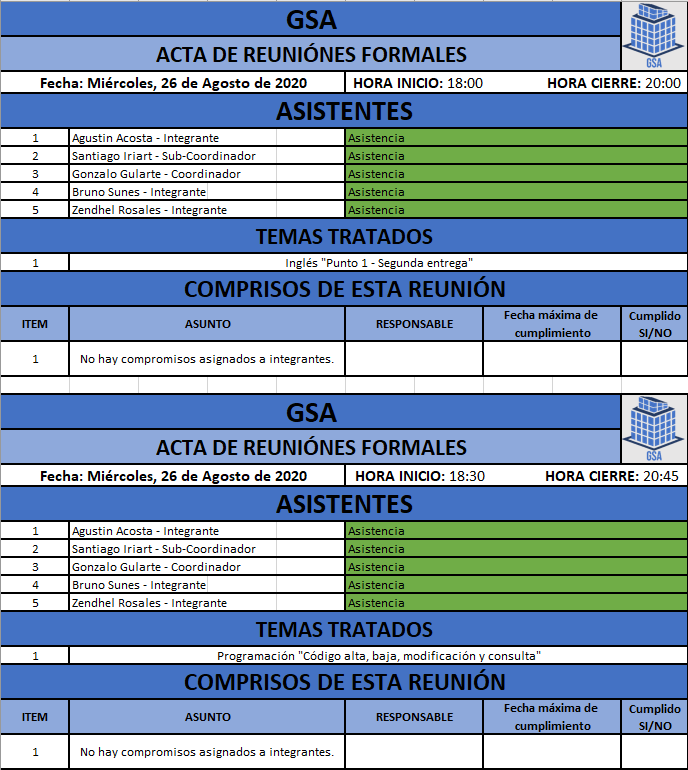 GSA
GSA
ACTA DE REUNIÓNES FORMALES
Fecha: Miércoles, 26 de Agosto de 2020 HORA INICIO: 18:00 HORA CIERRE: 20:00
ASISTENTES
1 Agustin Acosta - Integrante Asistencia
2 Santiago Iriart - Sub-Coordinador Asistencia
3 Gonzalo Gularte - Coordinador Asistencia
4 Bruno Sunes - Integrante Asistencia
5 Zendhel Rosales - Integrante Asistencia
TEMAS TRATADOS
1 Inglés "Punto 1 - Segunda entrega"
COMPRISOS DE ESTA REUNIÓN
ITEM ASUNTO RESPONSABLE Fecha máxima de cumplimiento Cumplido SI/NO
1 No hay compromisos asignados a integrantes.
GSA
GSA
ACTA DE REUNIÓNES FORMALES
Fecha: Miércoles, 26 de Agosto de 2020 HORA INICIO: 18:30 HORA CIERRE: 20:45
ASISTENTES
1 Agustin Acosta - Integrante Asistencia
2 Santiago Iriart - Sub-Coordinador Asistencia
3 Gonzalo Gularte - Coordinador Asistencia
4 Bruno Sunes - Integrante Asistencia
5 Zendhel Rosales - Integrante Asistencia
TEMAS TRATADOS
1 Programación "Código alta, baja, modificación y consulta"
COMPRISOS DE ESTA REUNIÓN
ITEM ASUNTO RESPONSABLE Fecha máxima de cumplimiento Cumplido SI/NO
1 No hay compromisos asignados a integrantes.